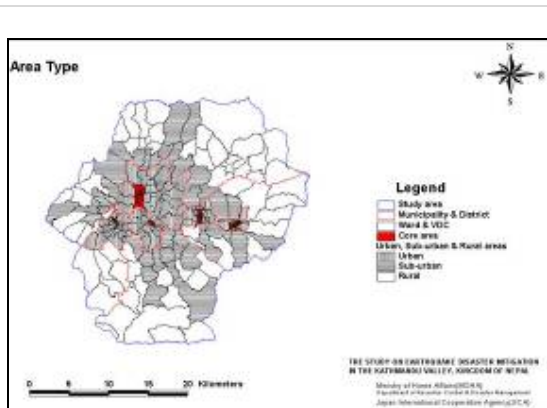 Area Type
N
W E
S
Legend
Study area
Municipality & District
Ward & VDC
Core area
Urban, Sub-urban & Rural areas
Urban
Sub-urban
Rural
0 5 10 15 20 Kilometers
THE STUDY ON EARTHQUAKE DISASTER MITIGATION
IN THE KATHMANDU VALLEY, KINGDOM OF NEPAL
Ministry of Home Affairs(MOHA)
Japan International Cooperation Agency(JICA)